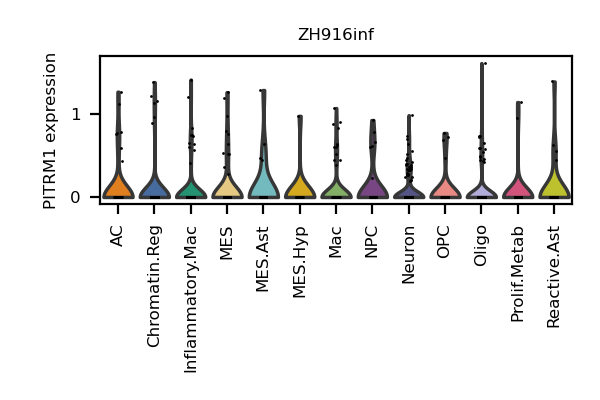 ZH916inf
PITRM1 expression
1
0
AC
Chromatin.Reg
Inflammatory.Mac
MES
MES.Ast
MES.Hyp
Mac
NPC
Neuron
OPC
Oligo
Prolif.Metab
Reactive.Ast